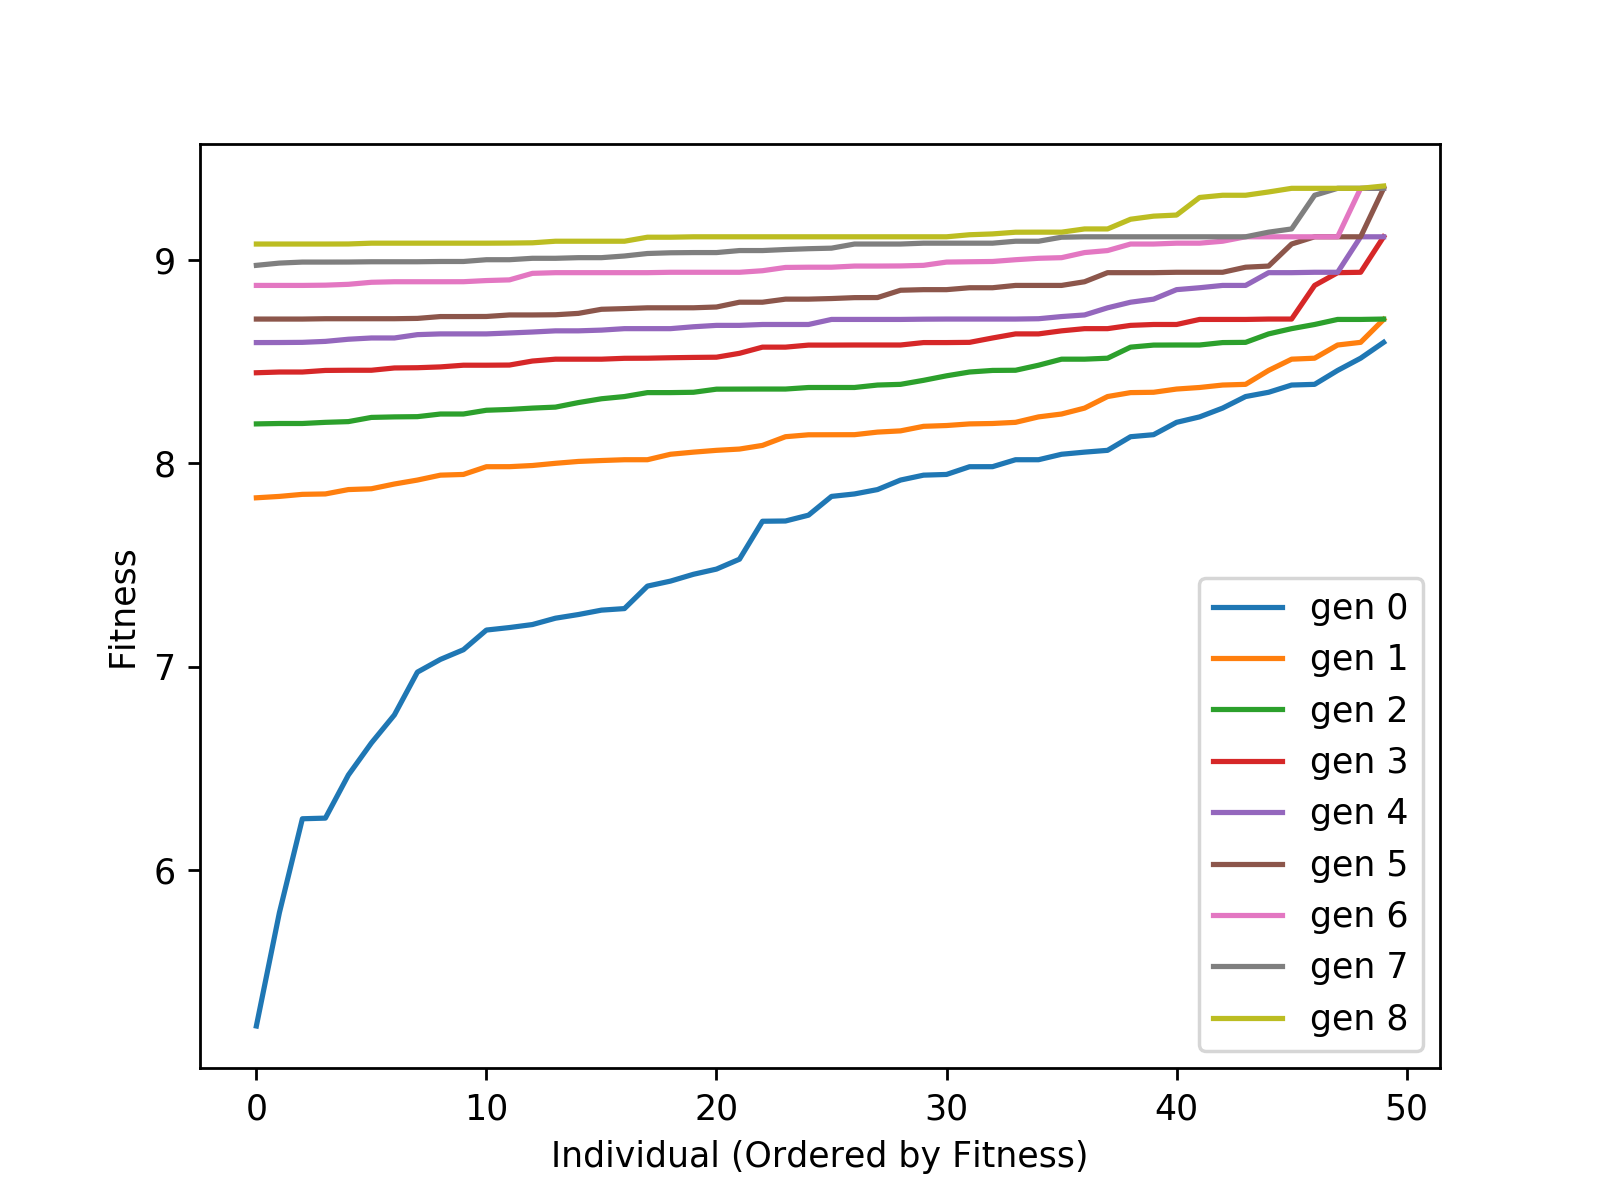 Fitness
9
8
7
6
0 10 20 30 40 50
Individual (Ordered by Fitness)
gen 0
gen 1
gen 2
gen 3
gen 4
gen 5
gen 6
gen 7
gen 8